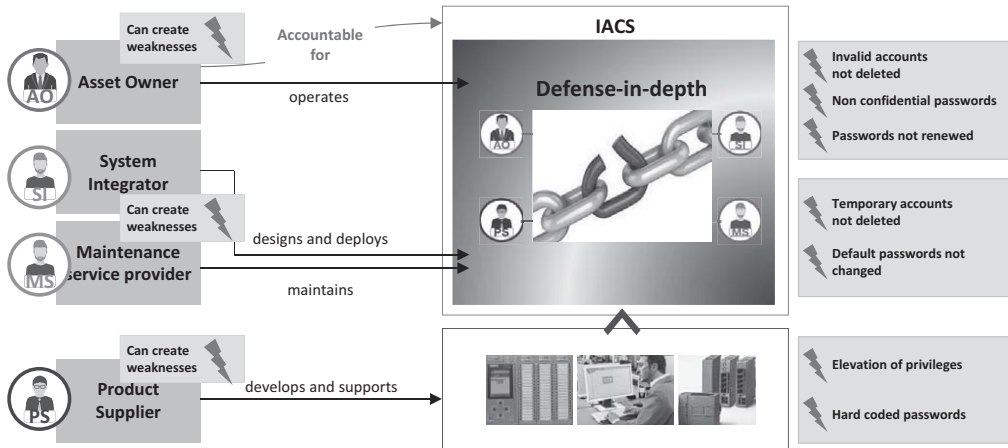 Can create
weaknesses
AO
Asset Owner
Accountable
for
operates
System
Integrator
SI
Can create
weaknesses
designs and deploys
MS
Maintenance
service provider
maintains
Can create
weaknesses
PS
Product
Supplier
develops and supports
IACS
Defense-in-depth
AO
SI
PS
MS
Invalid accounts
not deleted
Non confidential passwords
Passwords not renewed
Temporary accounts
not deleted
Default passwords not
changed
Elevation of privileges
Hard coded passwords